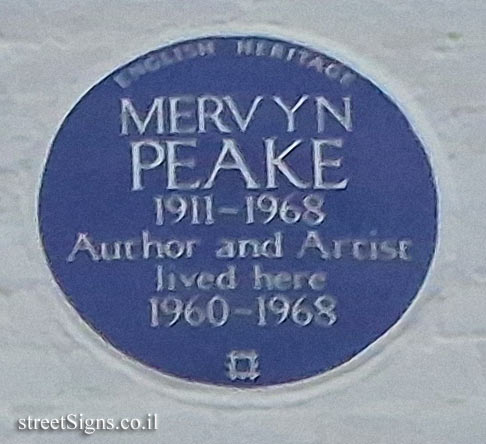 ENGLISH HERITAGE
MERVYN
PEAKE
1911-1968
Author and Artist
lived here
1960-1968
streetSigns.co.il